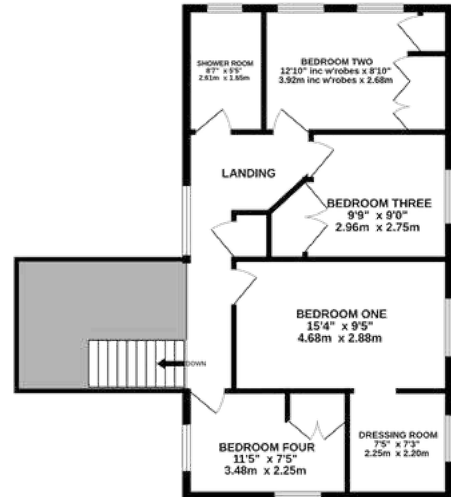 SHOWER ROOM
8'7" x 5'5"
2.61m x 1.65m
BEDROOM TWO
12'10" inc w'robes x 8'10"
3.92m inc w'robes x 2.68m
LANDING
BEDROOM THREE
9'9" x 9'0"
2.96m x 2.75m
BEDROOM ONE
15'4" x 9'5"
4.68m x 2.88m
DOWN
BEDROOM FOUR
11'5" x 7'5"
3.48m x 2.25m
DRESSING ROOM
7'5" x 7'3"
2.25m x 2.20m